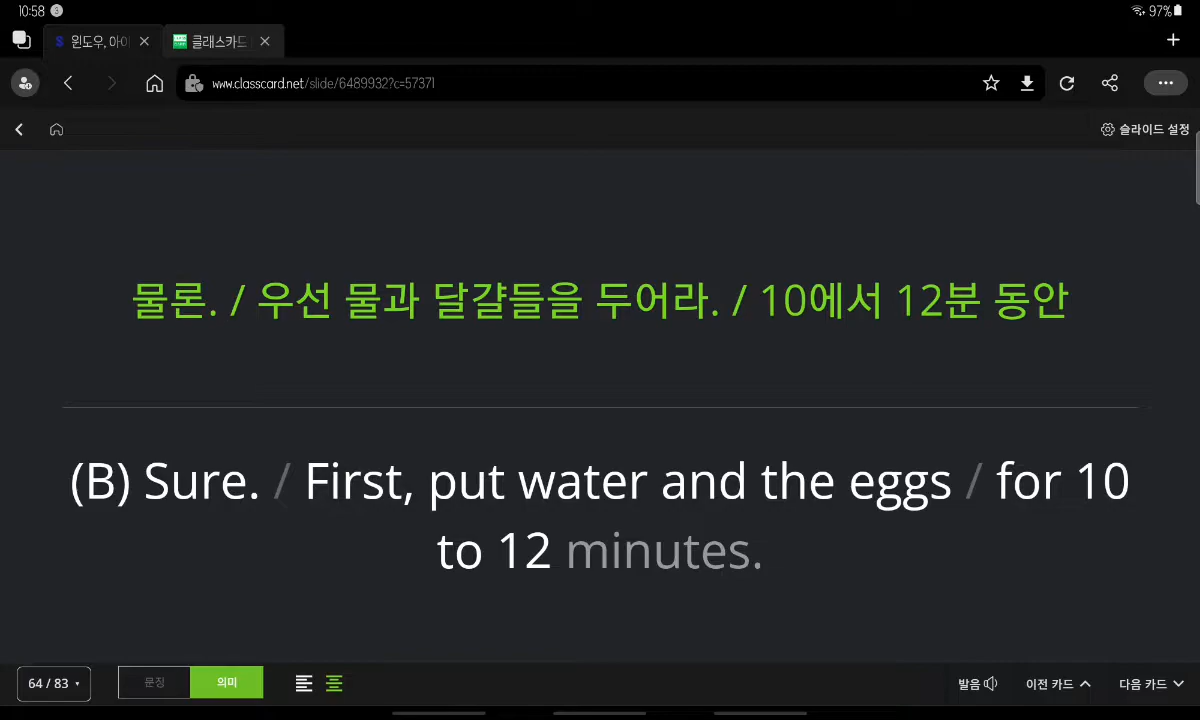 10:58 3
97%
S 윈도우, 아이
클래스카드
www.classcard.net/slide/6489932?c=57371
슬라이드 설정
물론. / 우선 물과 달걀들을 두어라. / 10에서 12분 동안
(B) Sure. / First, put water and the eggs / for 10
to 12 minutes.
64 / 83
문장
의미
발음
이전 카드
다음 카드